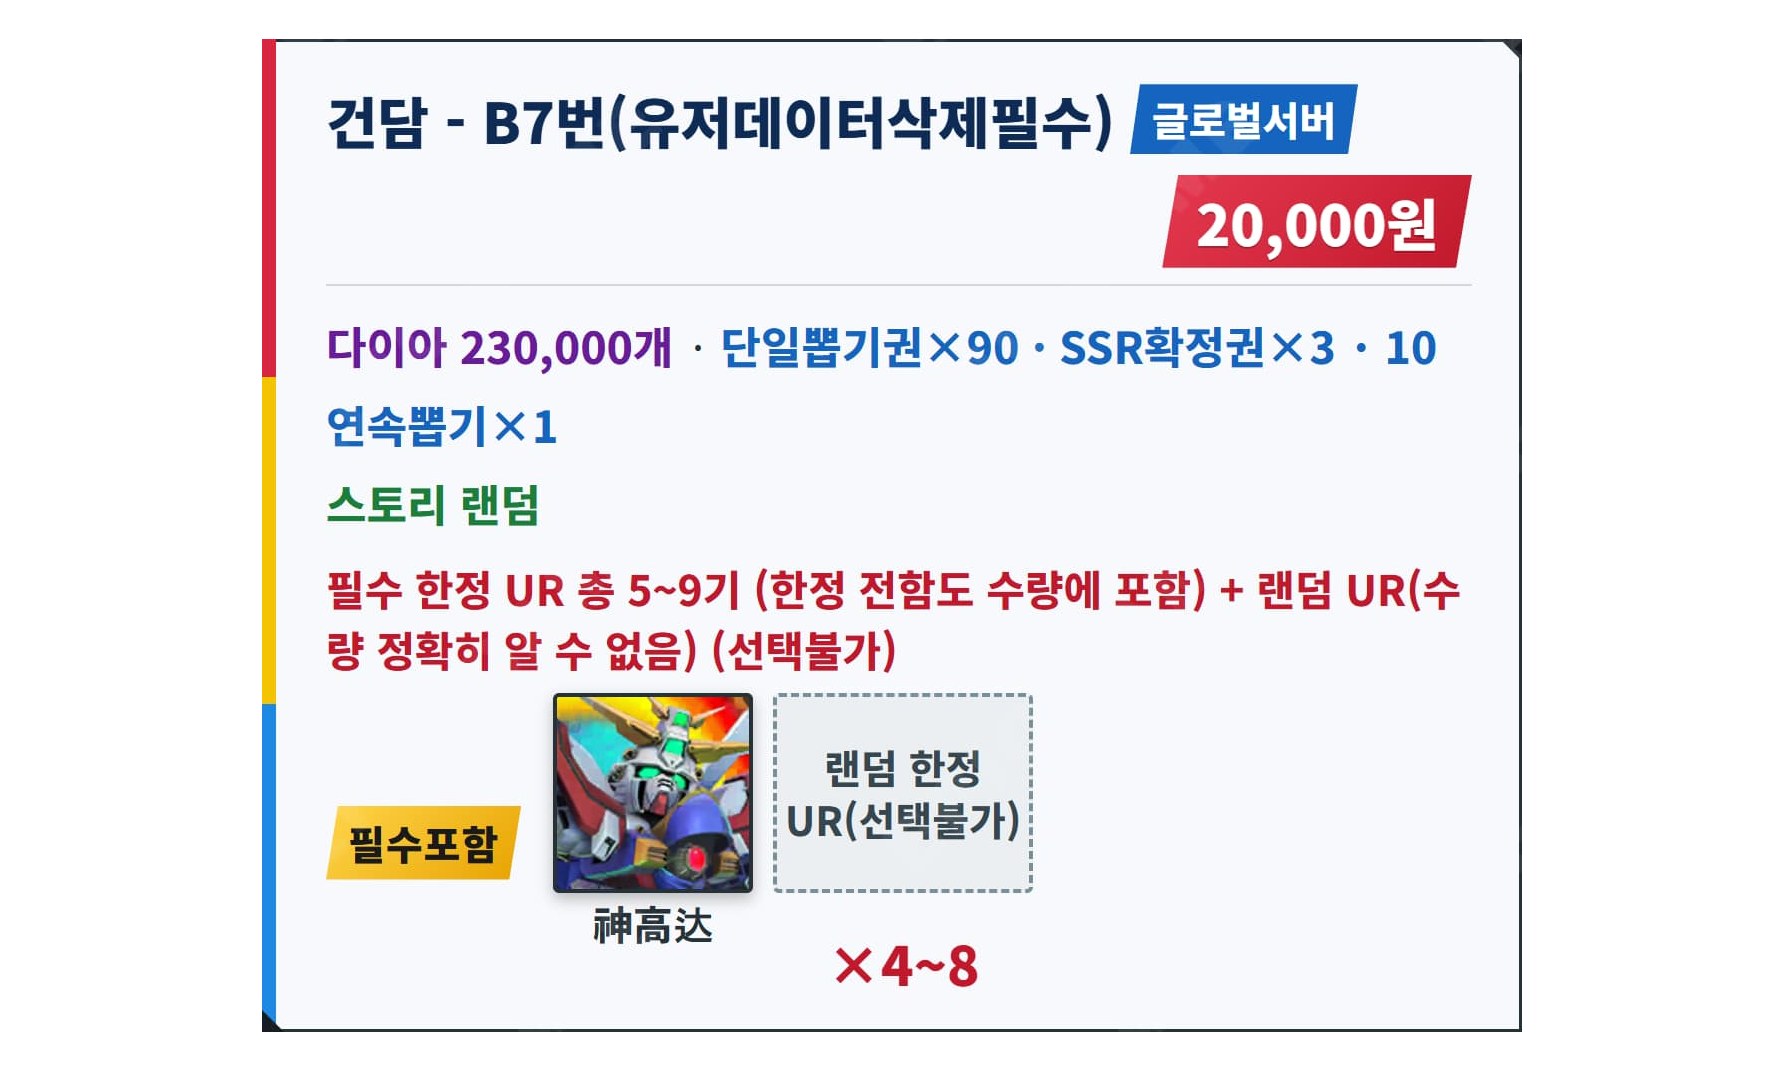 건담 - B7번(유저데이터삭제필수) 글로벌서버
20,000원
다이아 230,000개 · 단일뽑기권×90 · SSR확정권×3 · 10
연속뽑기×1
스토리 랜덤
필수 한정 UR 총 5~9기 (한정 전함도 수량에 포함) + 랜덤 UR(수
량 정확히 알 수 없음) (선택불가)
필수포함
神高达
랜덤 한정
UR(선택불가)
×4~8